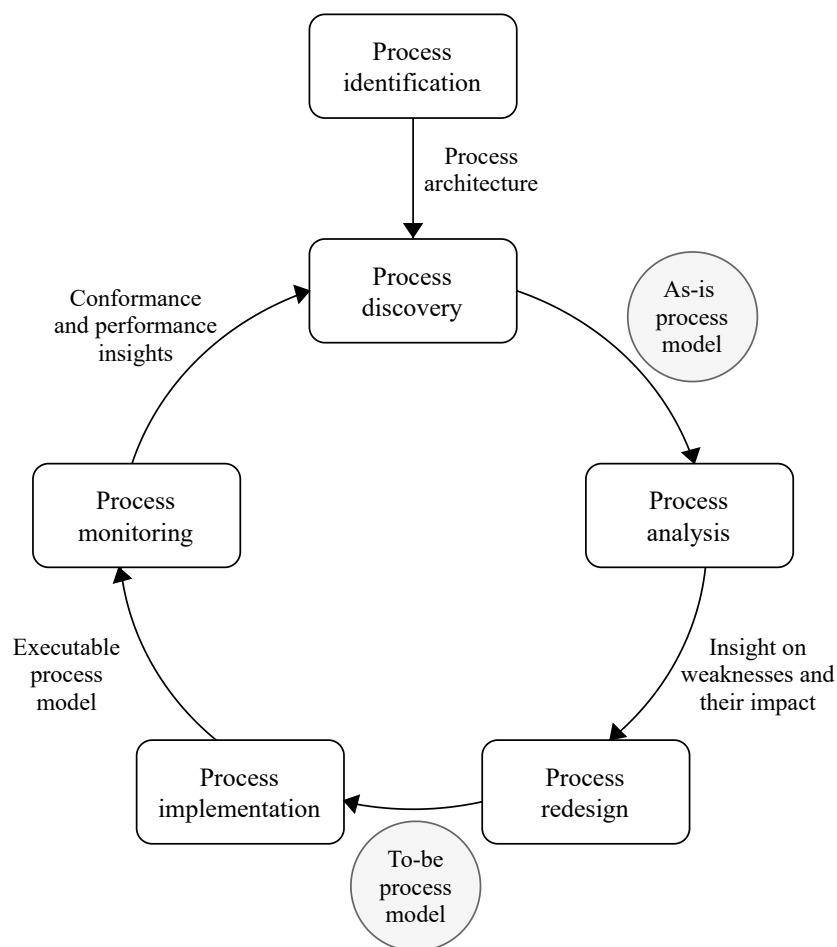 Process
identification
Process
architecture
Process
discovery
As-is
process
model
Conformance
and performance
insights
Process
monitoring
Process
analysis
Executable
process
model
Insight on
weaknesses and
their impact
Process
implementation
Process
redesign
To-be
process
model